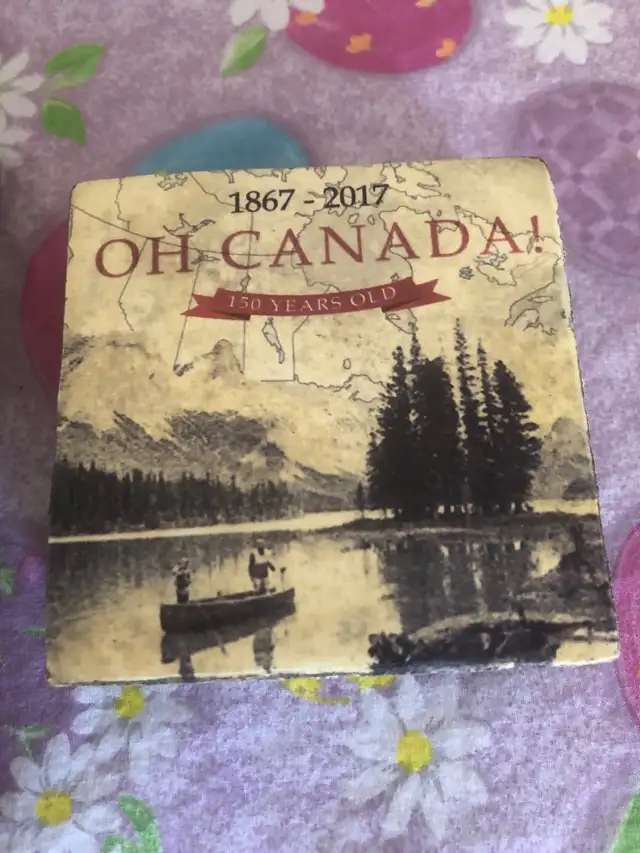 1867 - 2017
OH CANADA!
150 YEARS OLD